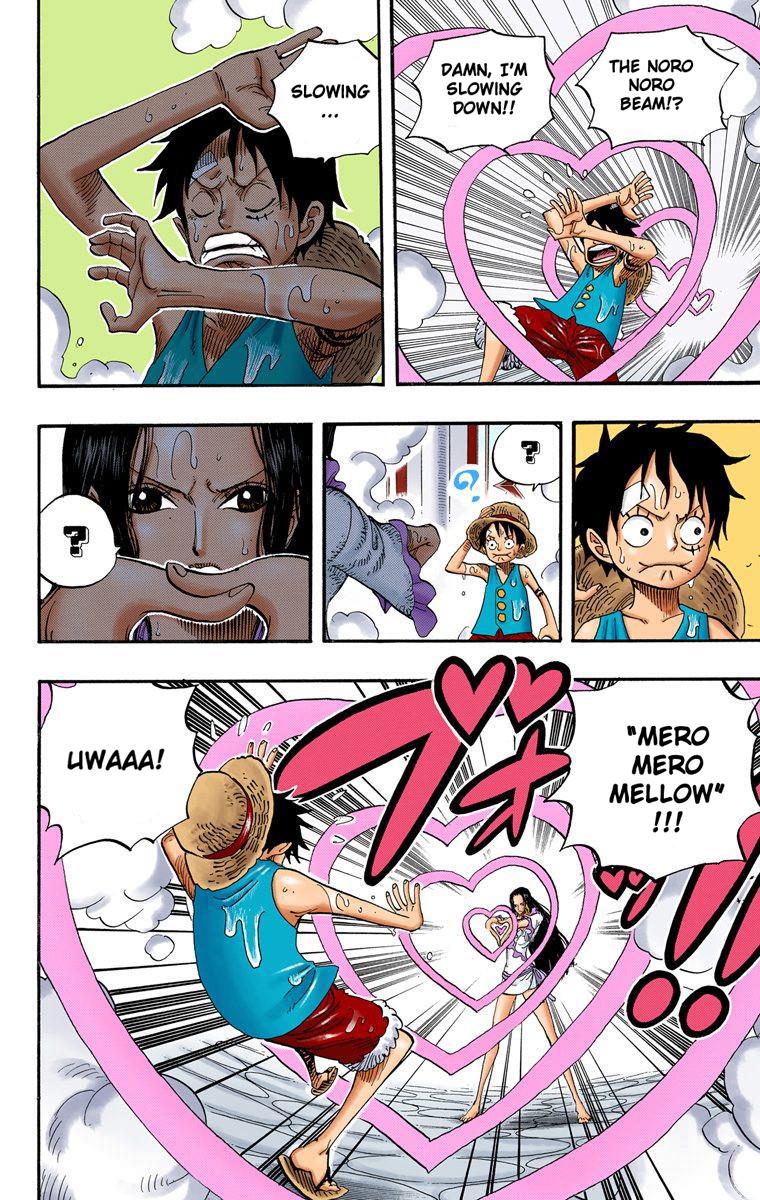 THE
NORO
NORO
BEAM!?
DAMN, I'M
SLOWING
DOWN!!
SLOWING
...
?
?
?
"MERO
MERO
MELLOW"
!!!
ブォ!!
UWAAA!